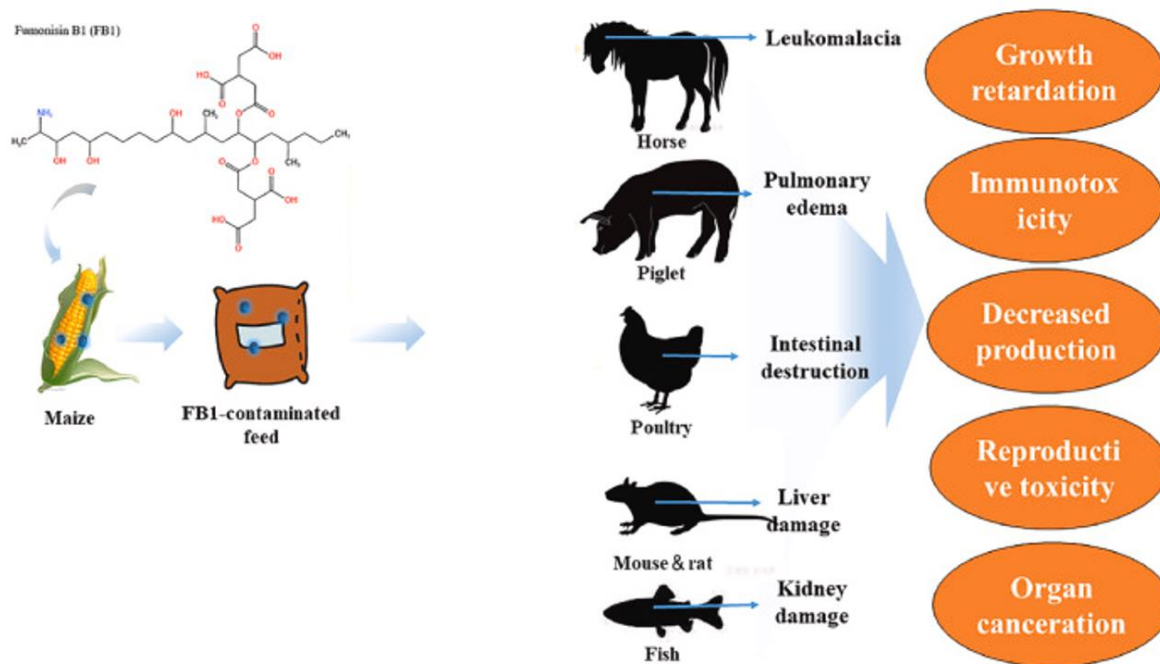 Fumonisin B1 (FB1)
O
OH
HO
O
O
NH₂
OH
CH₃
O
O
H₃C
CH₃
OH
OH
O
CH₃
O
O
OH
HO
O
Maize
FB1-contaminated
feed
Leukomalacia
Horse
Pulmonary
edema
Piglet
Intestinal
destruction
Poultry
Liver
damage
Mouse & rat
Kidney
damage
Fish
Growth
retardation
Immunotox
icity
Decreased
production
Reproducti
ve toxicity
Organ
canceration